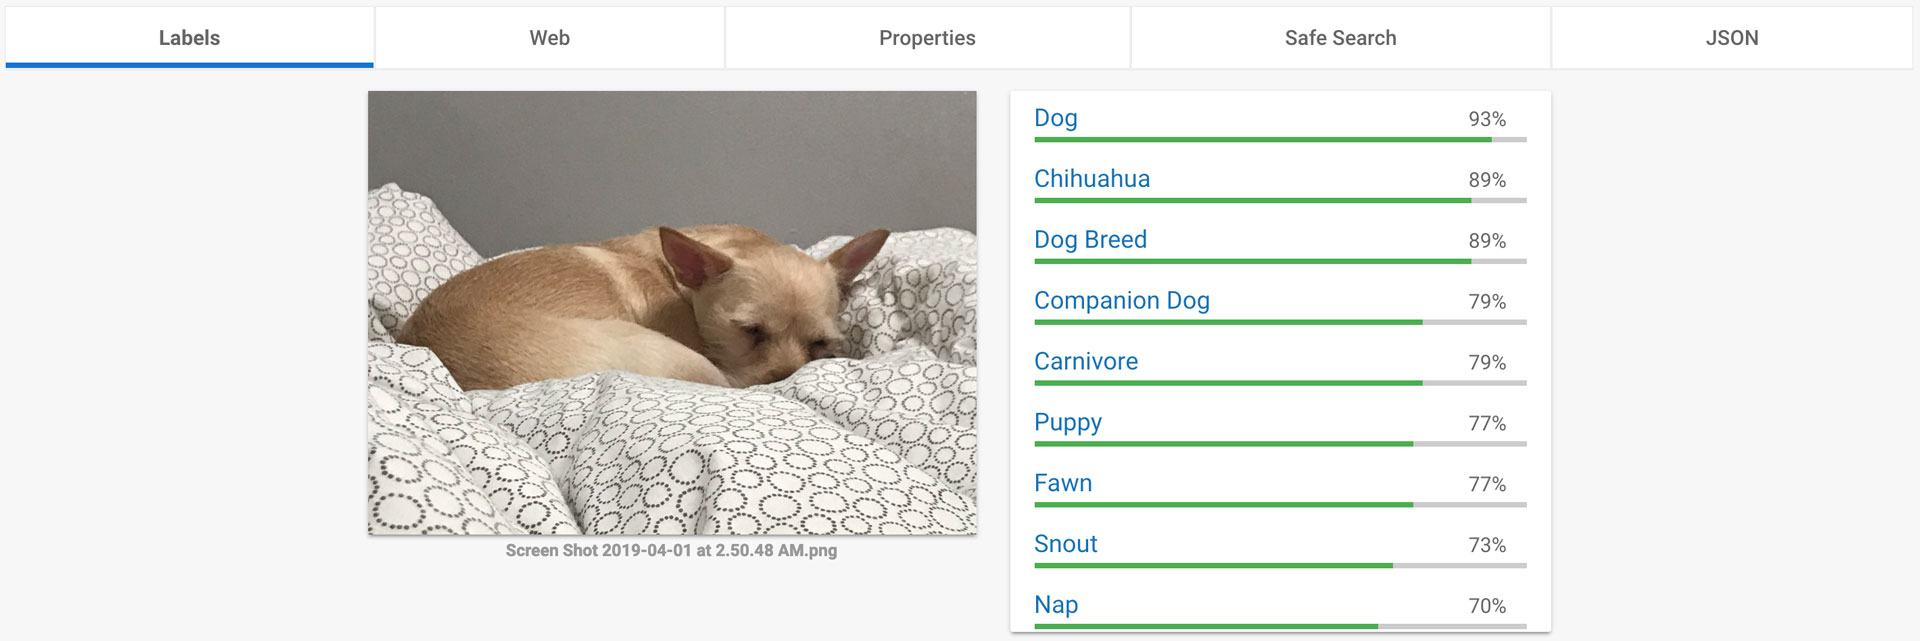 Labels Web Properties Safe Search JSON
Dog 93%
Chihuahua 89%
Dog Breed 89%
Companion Dog 79%
Carnivore 79%
Puppy 77%
Fawn 77%
Snout 73%
Nap 70%
Screen Shot 2019-04-01 at 2.50.48 AM.png